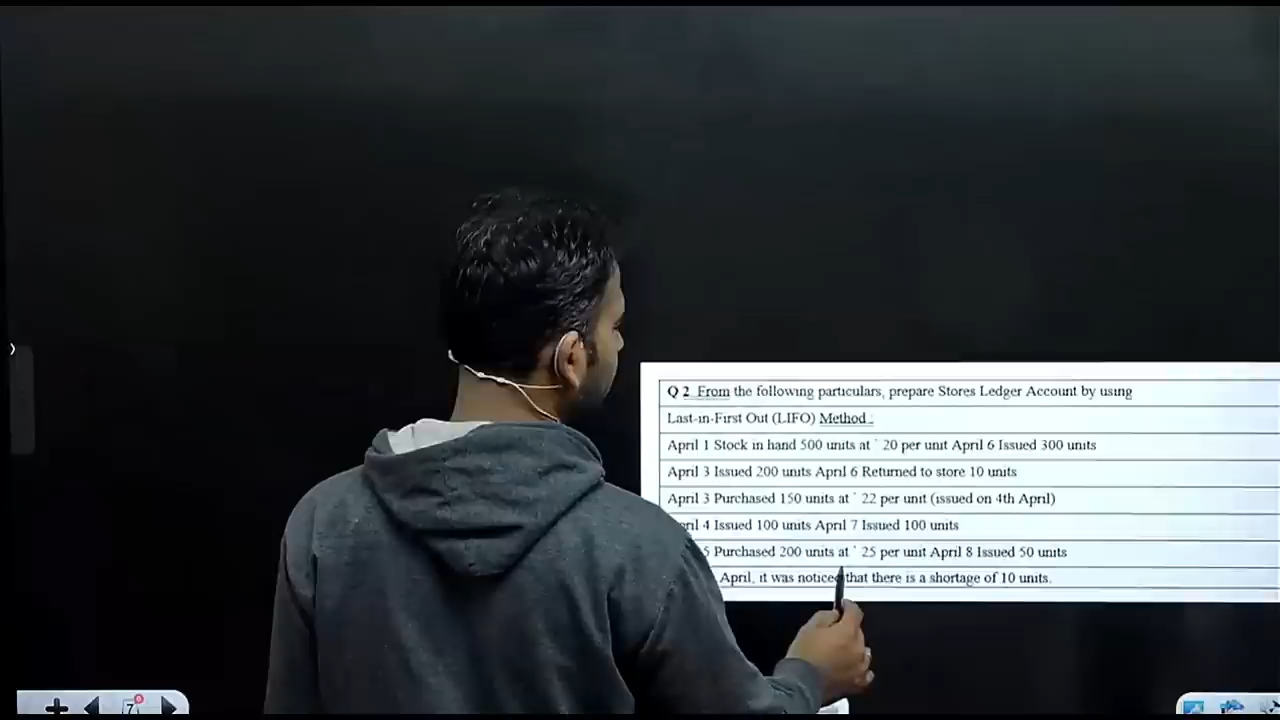 Q 2 From the following particulars, prepare Stores Ledger Account by using
Last-in-First Out (LIFO) Method :
April 1 Stock in hand 500 units at ` 20 per unit April 6 Issued 300 units
April 3 Issued 200 units April 6 Returned to store 10 units
April 3 Purchased 150 units at ` 22 per unit (issued on 4th April)
4 Issued 100 units April 7 Issued 100 units
5 Purchased 200 units at ` 25 per unit April 8 Issued 50 units
April, it was noticed that there is a shortage of 10 units.
7